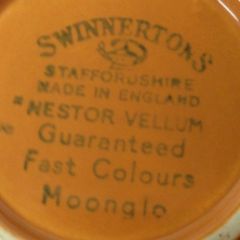 SWINNERTONS
STAFFORDSHIRE
MADE IN ENGLAND
"NESTOR VELLUM
Guaranteed
Fast Colours
Moonglo